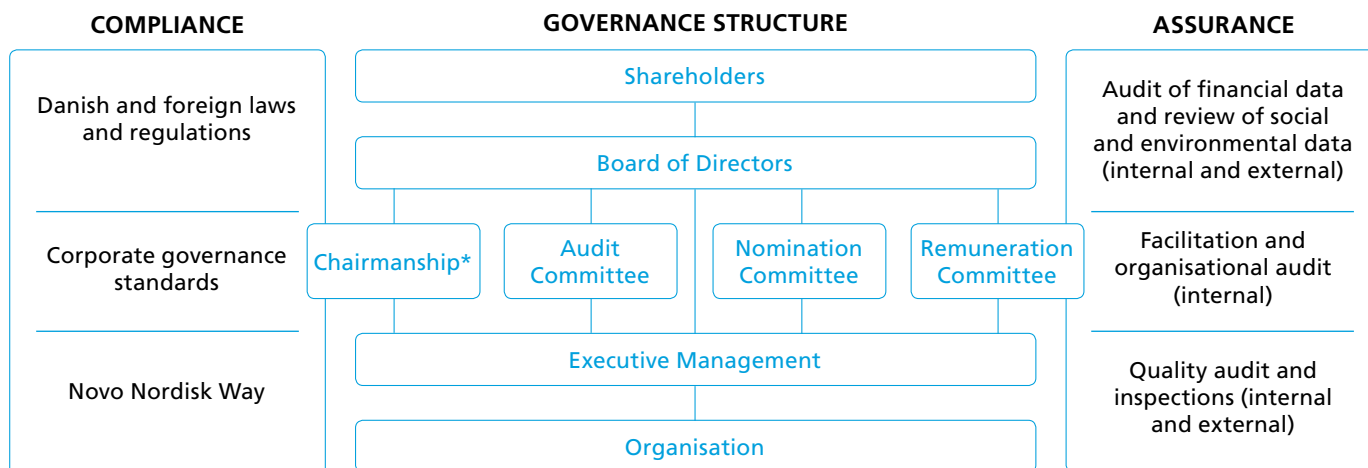 COMPLIANCE
Danish and foreign laws
and regulations
Corporate governance
standards
Novo Nordisk Way
GOVERNANCE STRUCTURE
Shareholders
Board of Directors
Chairmanship*
Audit
Committee
Nomination
Committee
Remuneration
Committee
Executive Management
Organisation
ASSURANCE
Audit of financial data
and review of social
and environmental data
(internal and external)
Facilitation and
organisational audit
(internal)
Quality audit and
inspections (internal
and external)